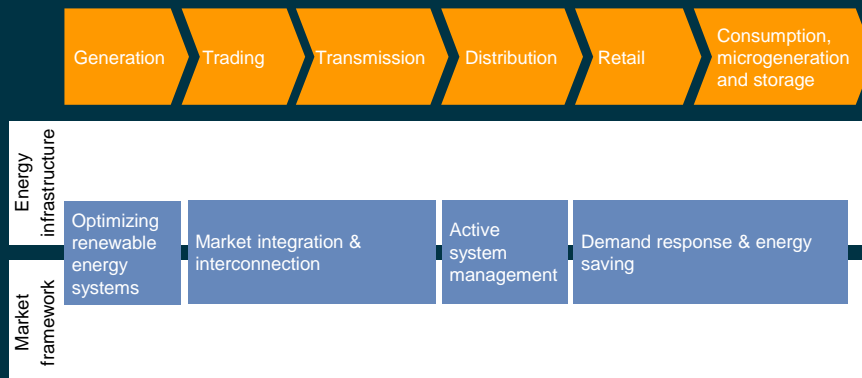 Generation
Trading
Transmission
Distribution
Retail
Consumption,
microgeneration
and storage
Energy
infrastructure
Optimizing
renewable
energy
systems
Market integration &
interconnection
Active
system
management
Demand response & energy
saving
Market
framework